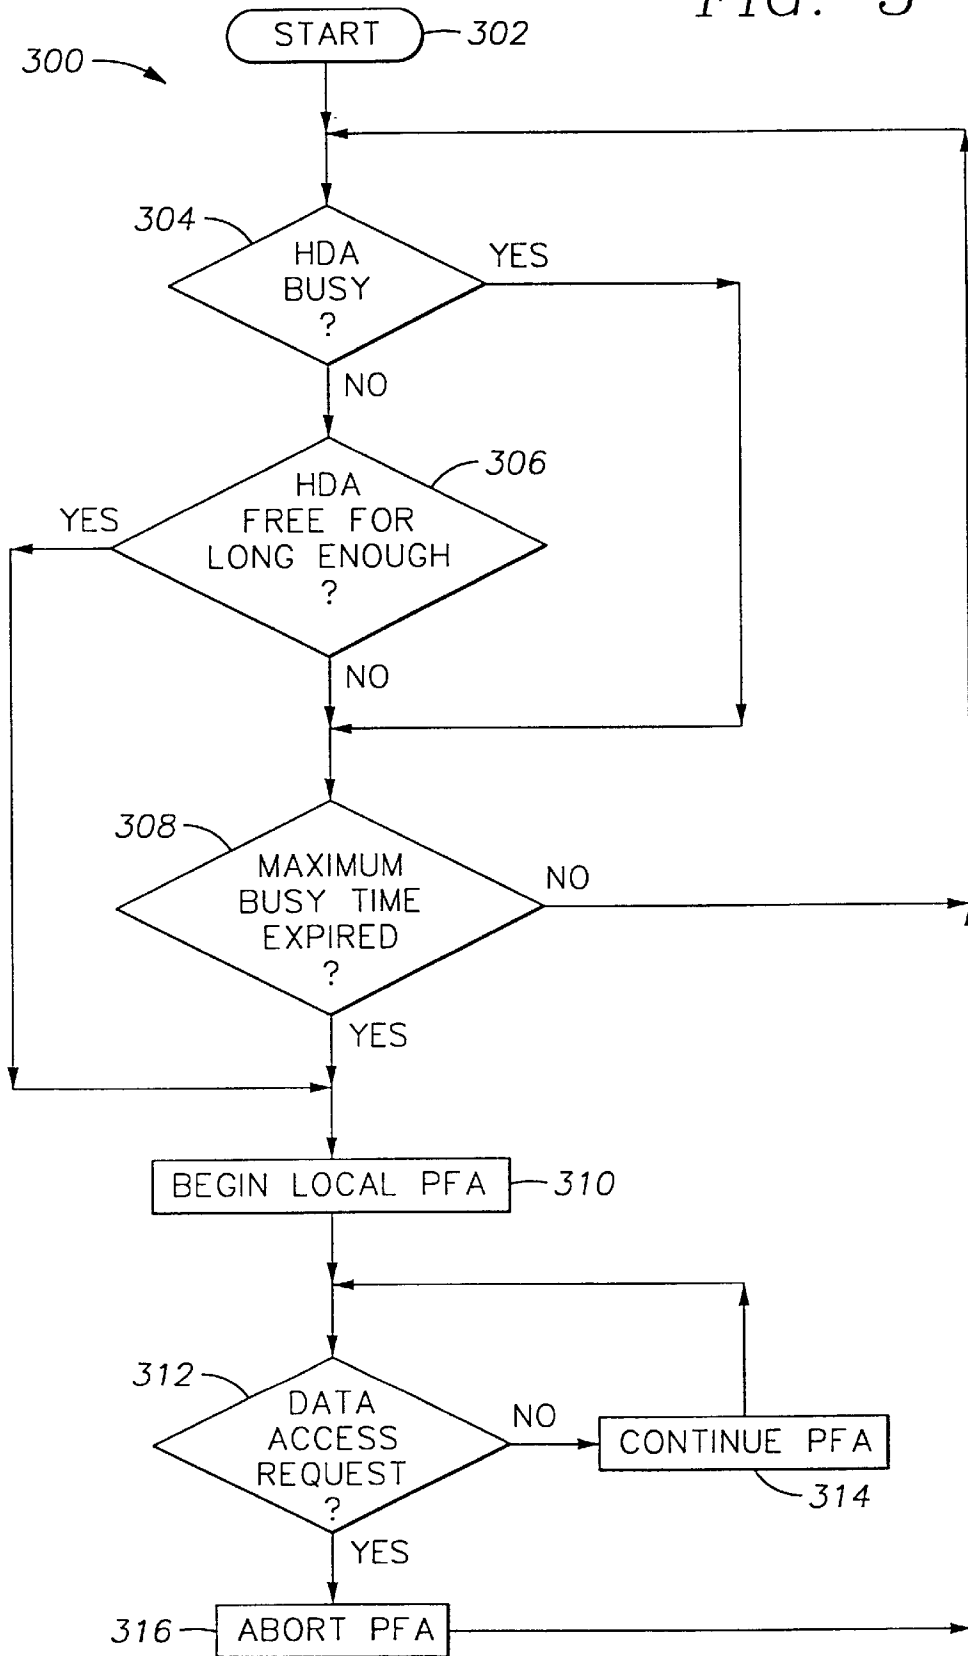 FIG. 3
START
302
300
304
HDA
BUSY
?
YES
NO
306
HDA
FREE FOR
LONG ENOUGH
?
YES
NO
308
MAXIMUM
BUSY TIME
EXPIRED
?
NO
YES
BEGIN LOCAL PFA
310
312
DATA
ACCESS
REQUEST
?
NO
CONTINUE PFA
314
YES
316
ABORT PFA